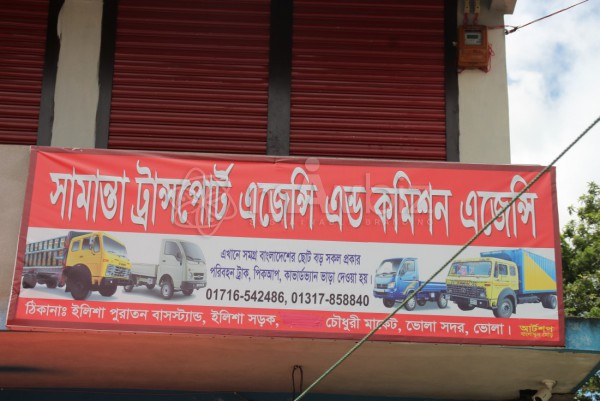 সামান্তা ট্রান্সপোর্ট এজেন্সি এন্ড কমিশন এজেন্সি
এখানে সমগ্র বাংলাদেশের ছোট বড় সকল প্রকার
পরিবহন ট্রাক, পিকআপ, কাভার্ডভ্যান ভাড়া দেওয়া হয়।
01716-542486, 01317-858840
ঠিকানাঃ ইলিশা পুরাতন বাসস্ট্যান্ড, ইলিশা সড়ক, চৌধুরী মার্কেট, ভোলা সদর, ভোলা।